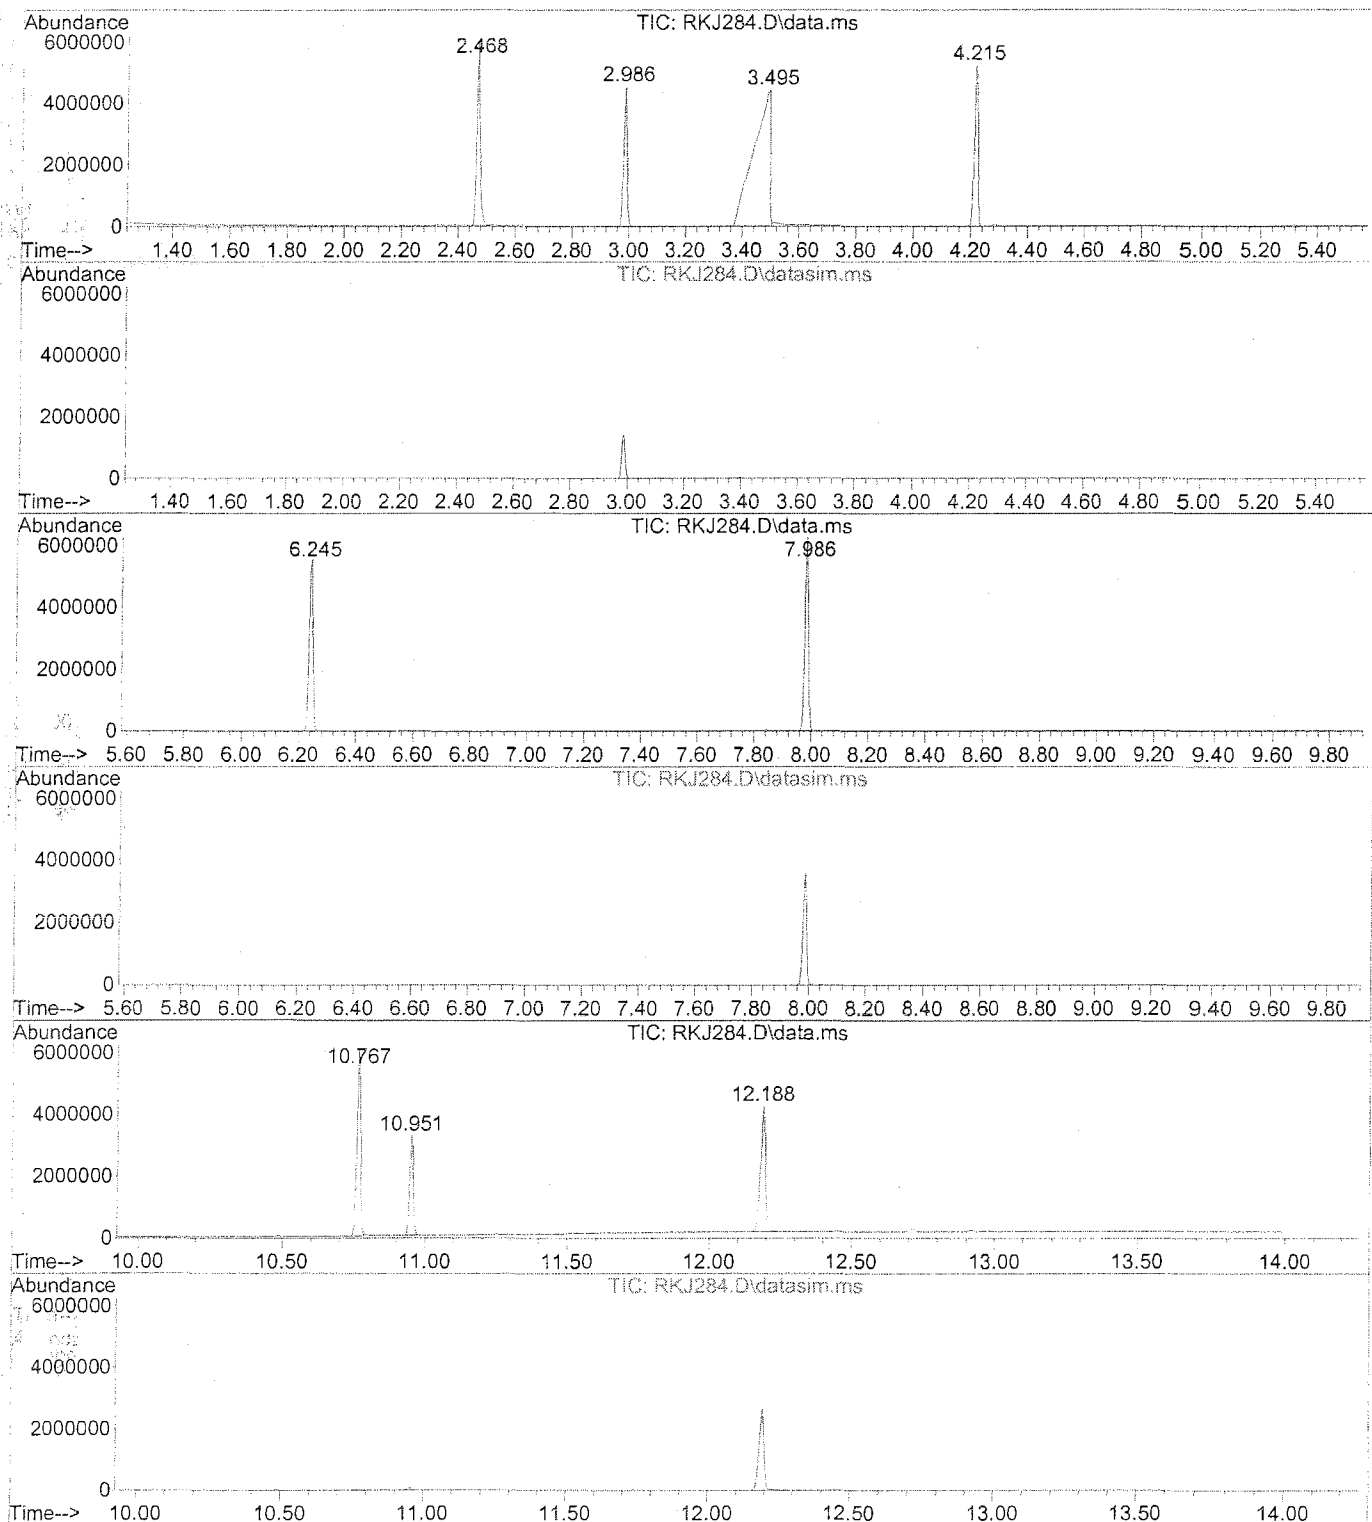 Abundance TIC: RKJ284.D\data.ms
6000000 2.468 2.986 3.495 4.215
4000000
2000000
0
Time--> 1.40 1.60 1.80 2.00 2.20 2.40 2.60 2.80 3.00 3.20 3.40 3.60 3.80 4.00 4.20 4.40 4.60 4.80 5.00 5.20 5.40
Abundance TIC: RKJ284.D\datasim.ms
6000000
4000000
2000000
0
Time--> 1.40 1.60 1.80 2.00 2.20 2.40 2.60 2.80 3.00 3.20 3.40 3.60 3.80 4.00 4.20 4.40 4.60 4.80 5.00 5.20 5.40
Abundance TIC: RKJ284.D\data.ms
6000000 6.245 7.986
4000000
2000000
0
Time--> 5.60 5.80 6.00 6.20 6.40 6.60 6.80 7.00 7.20 7.40 7.60 7.80 8.00 8.20 8.40 8.60 8.80 9.00 9.20 9.40 9.60 9.80
Abundance TIC: RKJ284.D\datasim.ms
6000000
4000000
2000000
0
Time--> 5.60 5.80 6.00 6.20 6.40 6.60 6.80 7.00 7.20 7.40 7.60 7.80 8.00 8.20 8.40 8.60 8.80 9.00 9.20 9.40 9.60 9.80
Abundance TIC: RKJ284.D\data.ms
6000000 10.767
4000000 10.951 12.188
2000000
0
Time--> 10.00 10.50 11.00 11.50 12.00 12.50 13.00 13.50 14.00
Abundance TIC: RKJ284.D\datasim.ms
6000000
4000000
2000000
0
Time--> 10.00 10.50 11.00 11.50 12.00 12.50 13.00 13.50 14.00